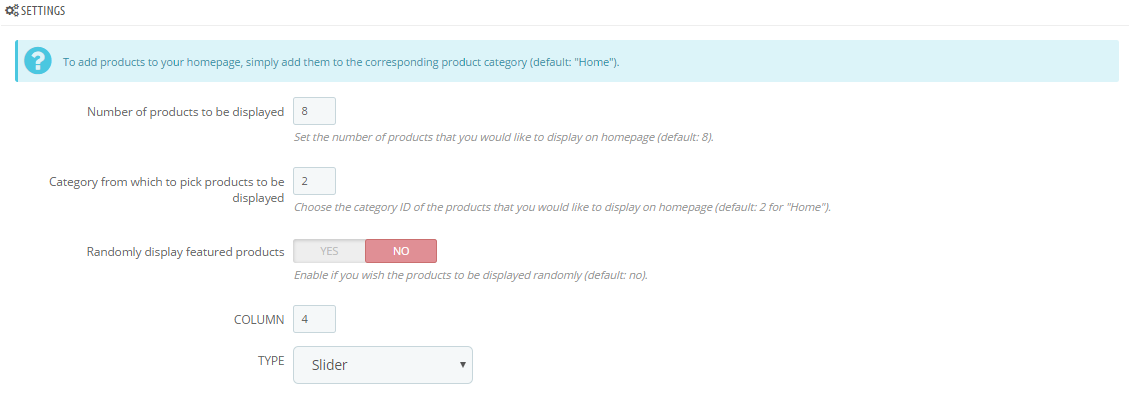 SETTINGS
To add products to your homepage, simply add them to the corresponding product category (default: "Home").
Number of products to be displayed
8
Set the number of products that you would like to display on homepage (default: 8).
Category from which to pick products to be
displayed
2
Choose the category ID of the products that you would like to display on homepage (default: 2 for "Home").
Randomly display featured products
YES NO
Enable if you wish the products to be displayed randomly (default: no).
COLUMN
4
TYPE
Slider